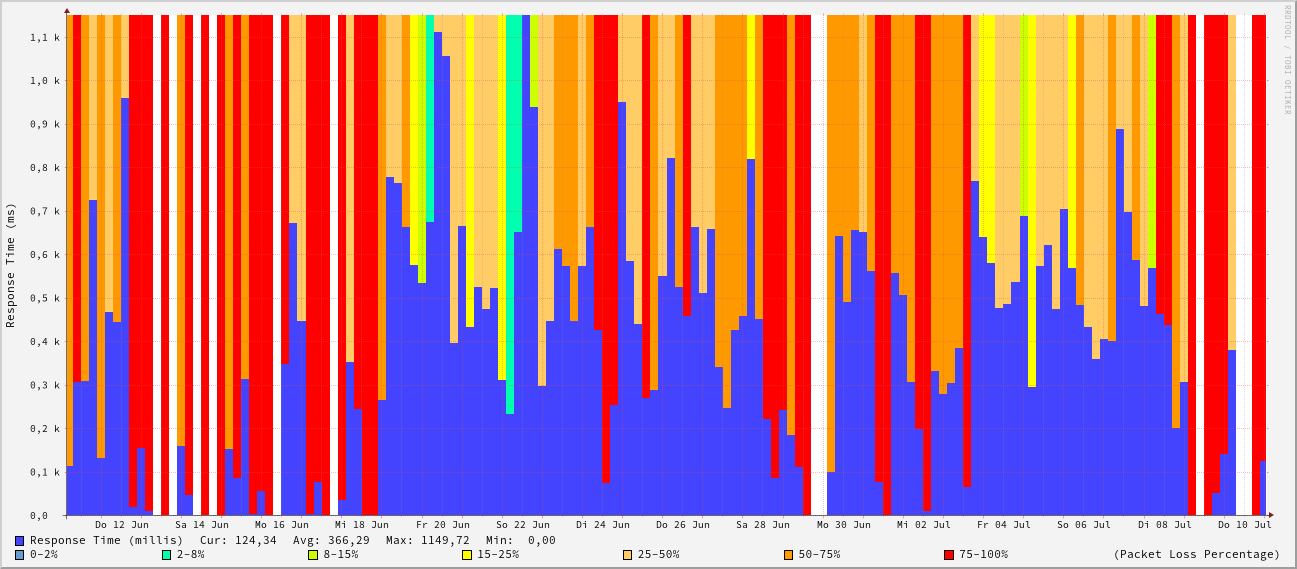 RRDTOOL / TOBI OETIKER
Response Time (ms)
1,1 k
1,0 k
0,9 k
0,8 k
0,7 k
0,6 k
0,5 k
0,4 k
0,3 k
0,2 k
0,1 k
0,0
Do 12 Jun Sa 14 Jun Mo 16 Jun Mi 18 Jun Fr 20 Jun So 22 Jun Di 24 Jun Do 26 Jun Sa 28 Jun Mo 30 Jun Mi 02 Jul Fr 04 Jul So 06 Jul Di 08 Jul Do 10 Jul
Response Time (millis) Cur: 124,34 Avg: 366,29 Max: 1149,72 Min: 0,00
0-2% 2-8% 8-15% 15-25% 25-50% 50-75% 75-100% (Packet Loss Percentage)